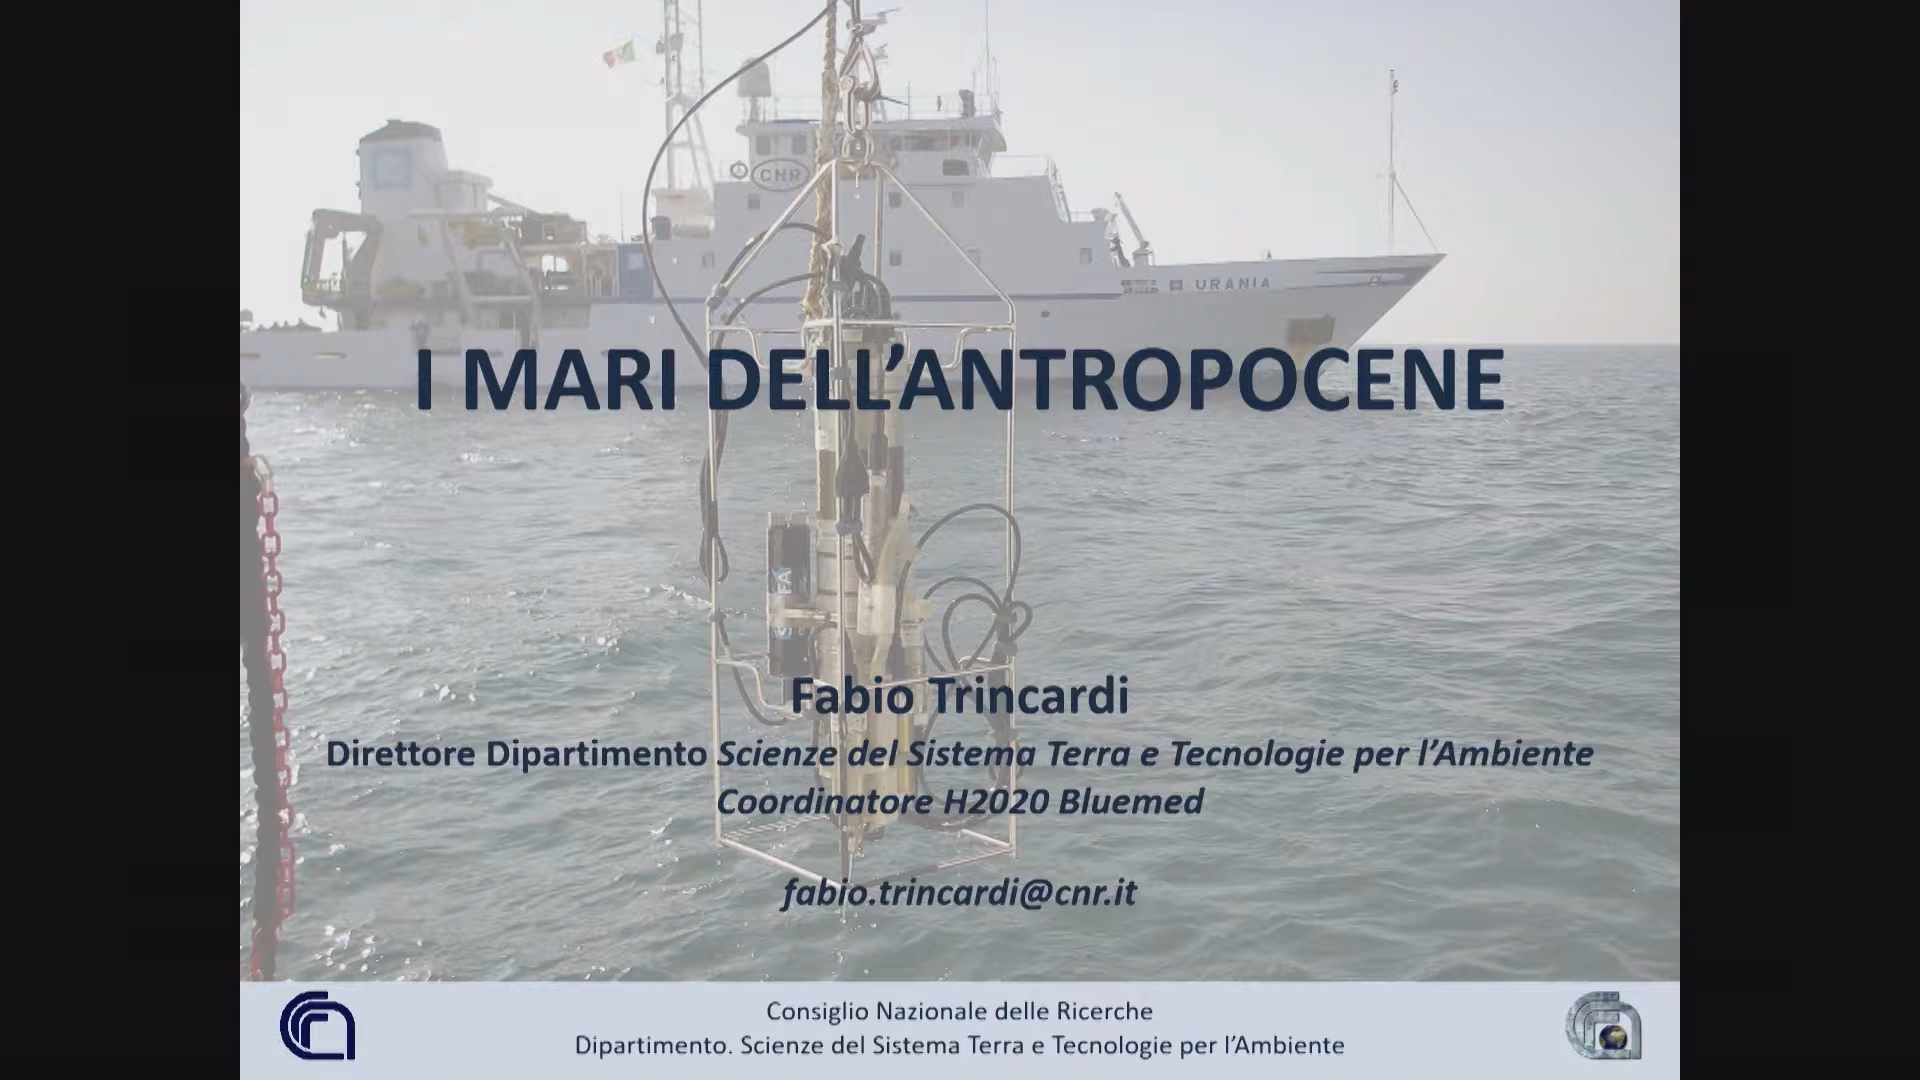 CNR
URANIA
I MARI DELL’ANTROPOCENE
Fabio Trincardi
Direttore Dipartimento Scienze del Sistema Terra e Tecnologie per l’Ambiente
Coordinatore H2020 Bluemed
fabio.trincardi@cnr.it
Consiglio Nazionale delle Ricerche
Dipartimento. Scienze del Sistema Terra e Tecnologie per l’Ambiente